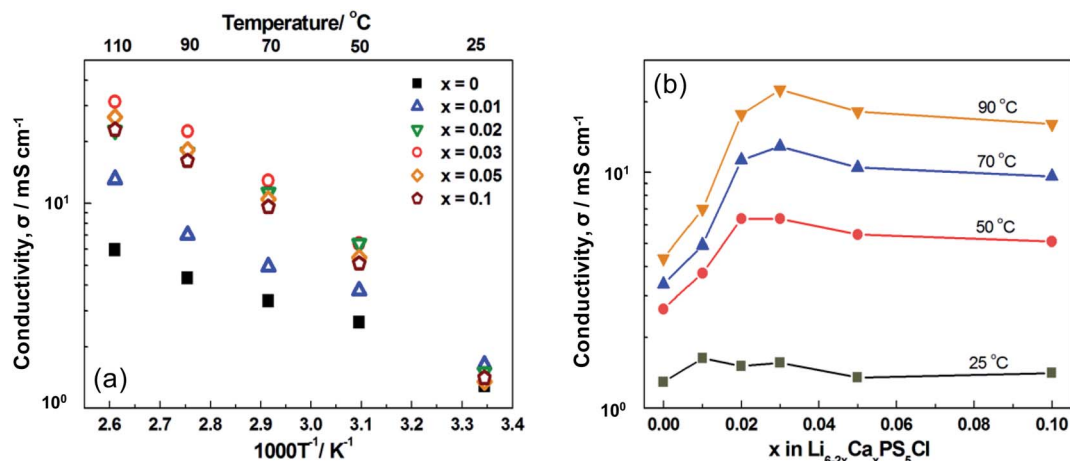 Temperature/ °C
110 90 70 50 25
x = 0
x = 0.01
x = 0.02
x = 0.03
x = 0.05
x = 0.1
10¹
10⁰
Conductivity, σ / mS cm⁻¹
(a)
2.6 2.7 2.8 2.9 3.0 3.1 3.2 3.3 3.4
1000T⁻¹/ K⁻¹
(b)
90 °C
70 °C
50 °C
25 °C
10¹
10⁰
Conductivity, σ / mS cm⁻¹
0.00 0.02 0.04 0.06 0.08 0.10
x in Li₆₋₂ₓCaₓPS₅Cl